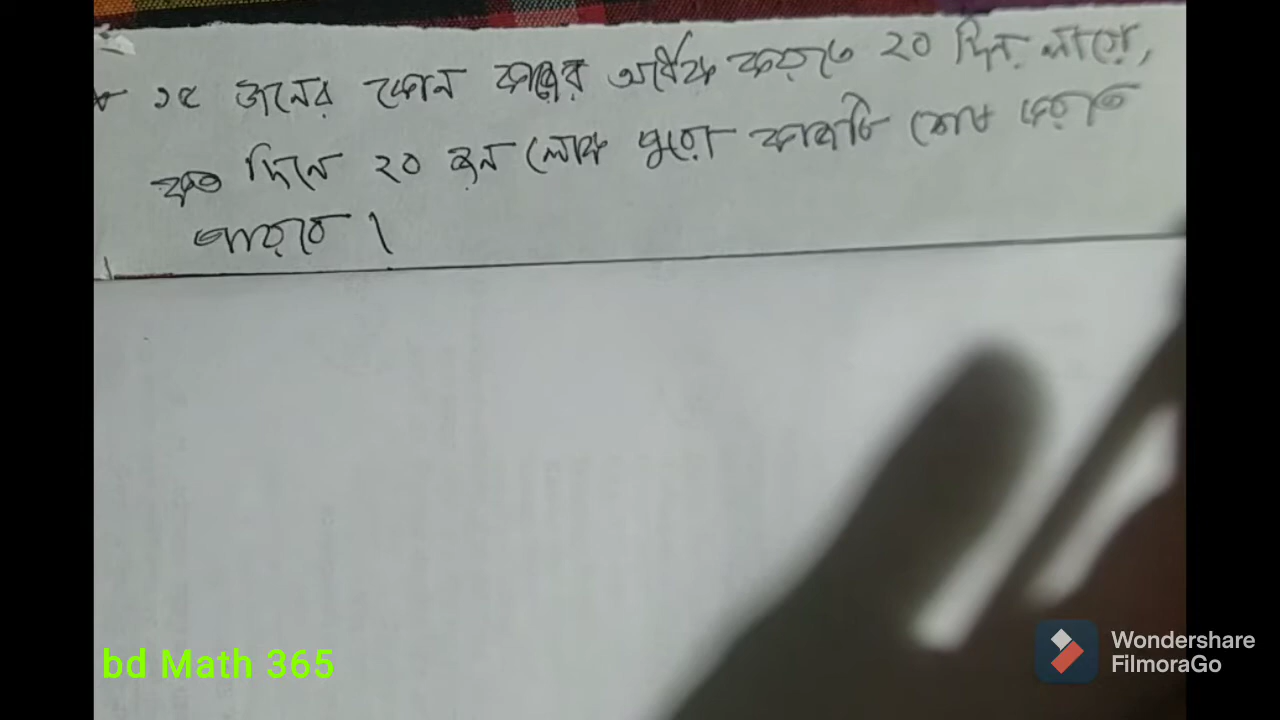 ১৫ জনের কোন কাজের অর্ধেক করতে ২০ দিন লাগে,
কত দিনে ২০ জন লোক পুরো কাজটি শেষ করতে
পারবে।
bd Math 365
Wondershare
FilmoraGo